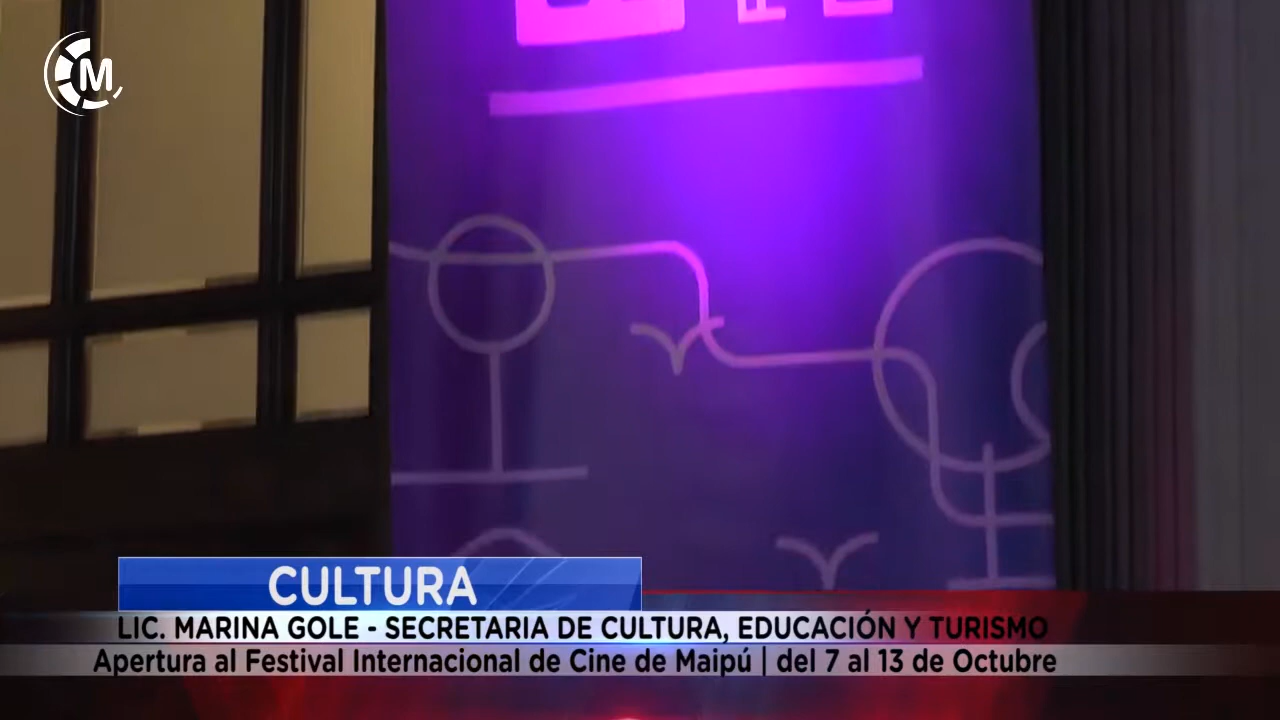 M
CULTURA
LIC. MARINA GOLE - SECRETARIA DE CULTURA, EDUCACIÓN Y TURISMO
Apertura al Festival Internacional de Cine de Maipú | del 7 al 13 de Octubre